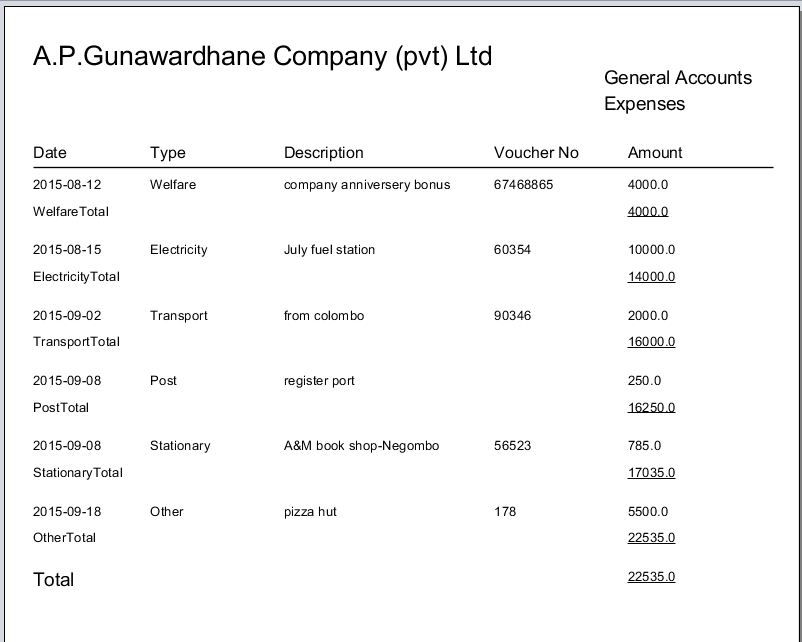 A.P.Gunawardhane Company (pvt) Ltd
General Accounts
Expenses
Date Type Description Voucher No Amount
2015-08-12 Welfare company anniversery bonus 67468865 4000.0
WelfareTotal 4000.0
2015-08-15 Electricity July fuel station 60354 10000.0
ElectricityTotal 14000.0
2015-09-02 Transport from colombo 90346 2000.0
TransportTotal 16000.0
2015-09-08 Post register port 250.0
PostTotal 16250.0
2015-09-08 Stationary A&M book shop-Negombo 56523 785.0
StationaryTotal 17035.0
2015-09-18 Other pizza hut 178 5500.0
OtherTotal 22535.0
Total 22535.0